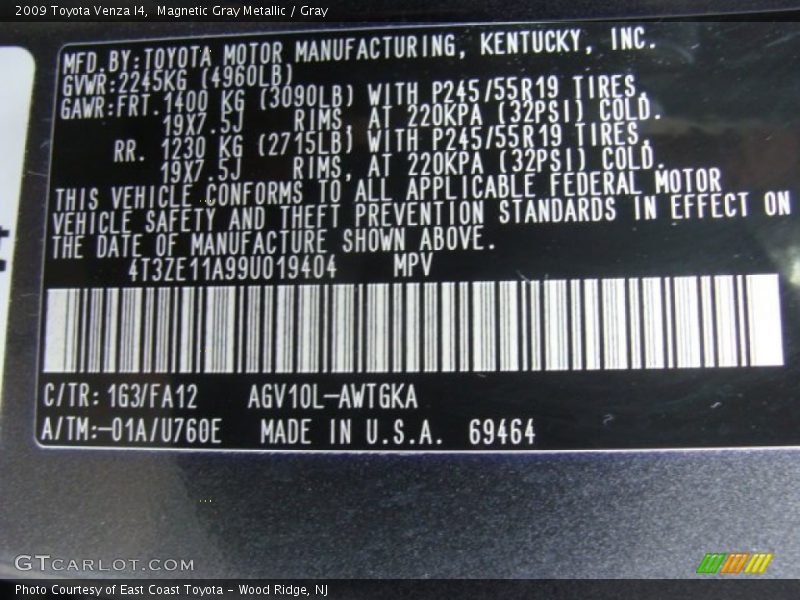 2009 Toyota Venza I4, Magnetic Gray Metallic / Gray
MFD.BY:TOYOTA MOTOR MANUFACTURING, KENTUCKY, INC.
GVWR:2245KG (4960LB)
GAWR:FRT.1400 KG (3090LB) WITH P245/55R19 TIRES,
19X7.5J RIMS, AT 220KPA (32PSI) COLD.
RR. 1230 KG (2715LB) WITH P245/55R19 TIRES,
19X7.5J RIMS, AT 220KPA (32PSI) COLD.
THIS VEHICLE CONFORMS TO ALL APPLICABLE FEDERAL MOTOR
VEHICLE SAFETY AND THEFT PREVENTION STANDARDS IN EFFECT ON
THE DATE OF MANUFACTURE SHOWN ABOVE.
4T3ZE11A99U019404 MPV
C/TR:1G3/FA12 AGV10L-AWTGKA
A/TM:-01A/U760E MADE IN U.S.A. 69464
GTCARLOT.COM
Photo Courtesy of East Coast Toyota - Wood Ridge, NJ